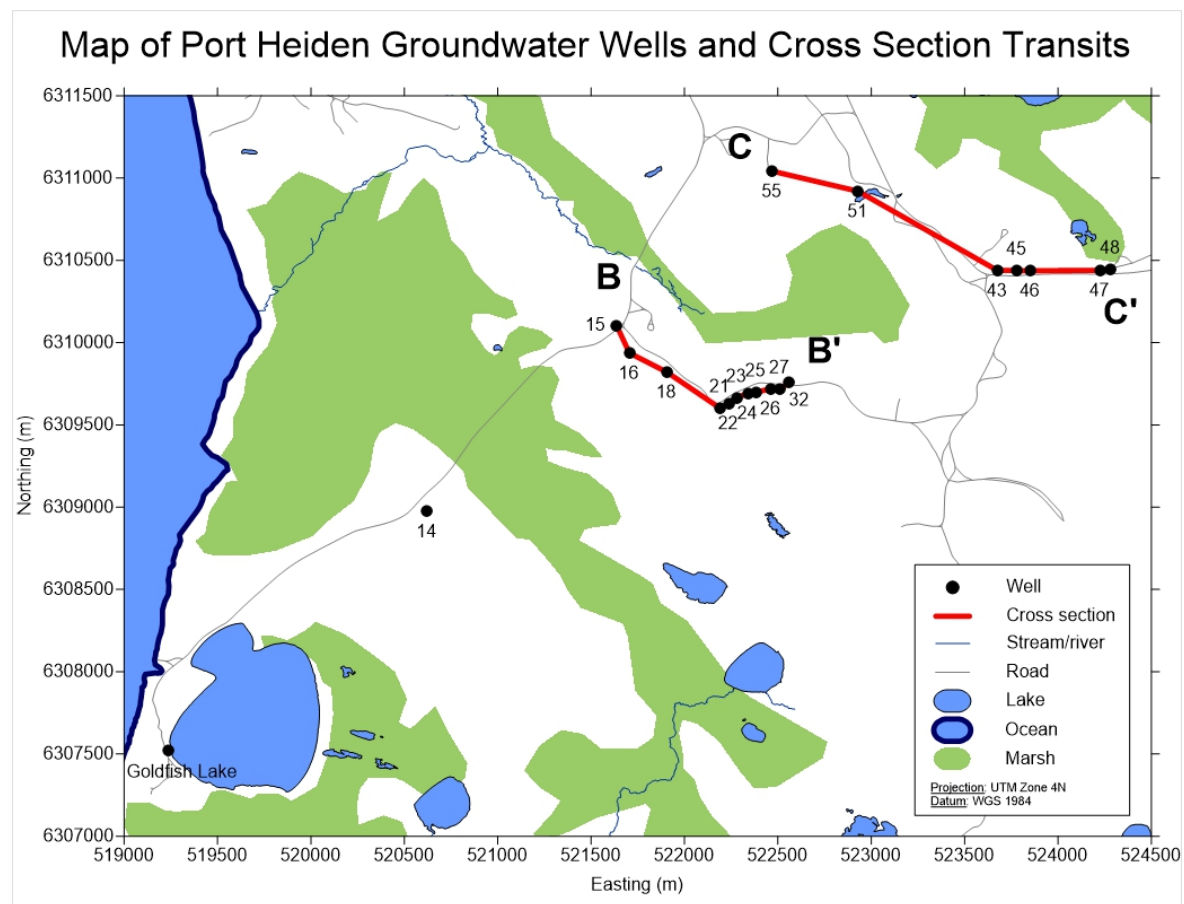 Map of Port Heiden Groundwater Wells and Cross Section Transits
6311500
6311000
6310500
6310000
6309500
6309000
6308500
6308000
6307500
6307000
Northing (m)
C
55
51
45
48
43
46
47
C'
B
15
16
18
B'
21
23
25
27
22
24
26
32
14
Goldfish Lake
Well
Cross section
Stream/river
Road
Lake
Ocean
Marsh
Projection: UTM Zone 4N
Datum: WGS 1984
519000 519500 520000 520500 521000 521500 522000 522500 523000 523500 524000 524500
Easting (m)